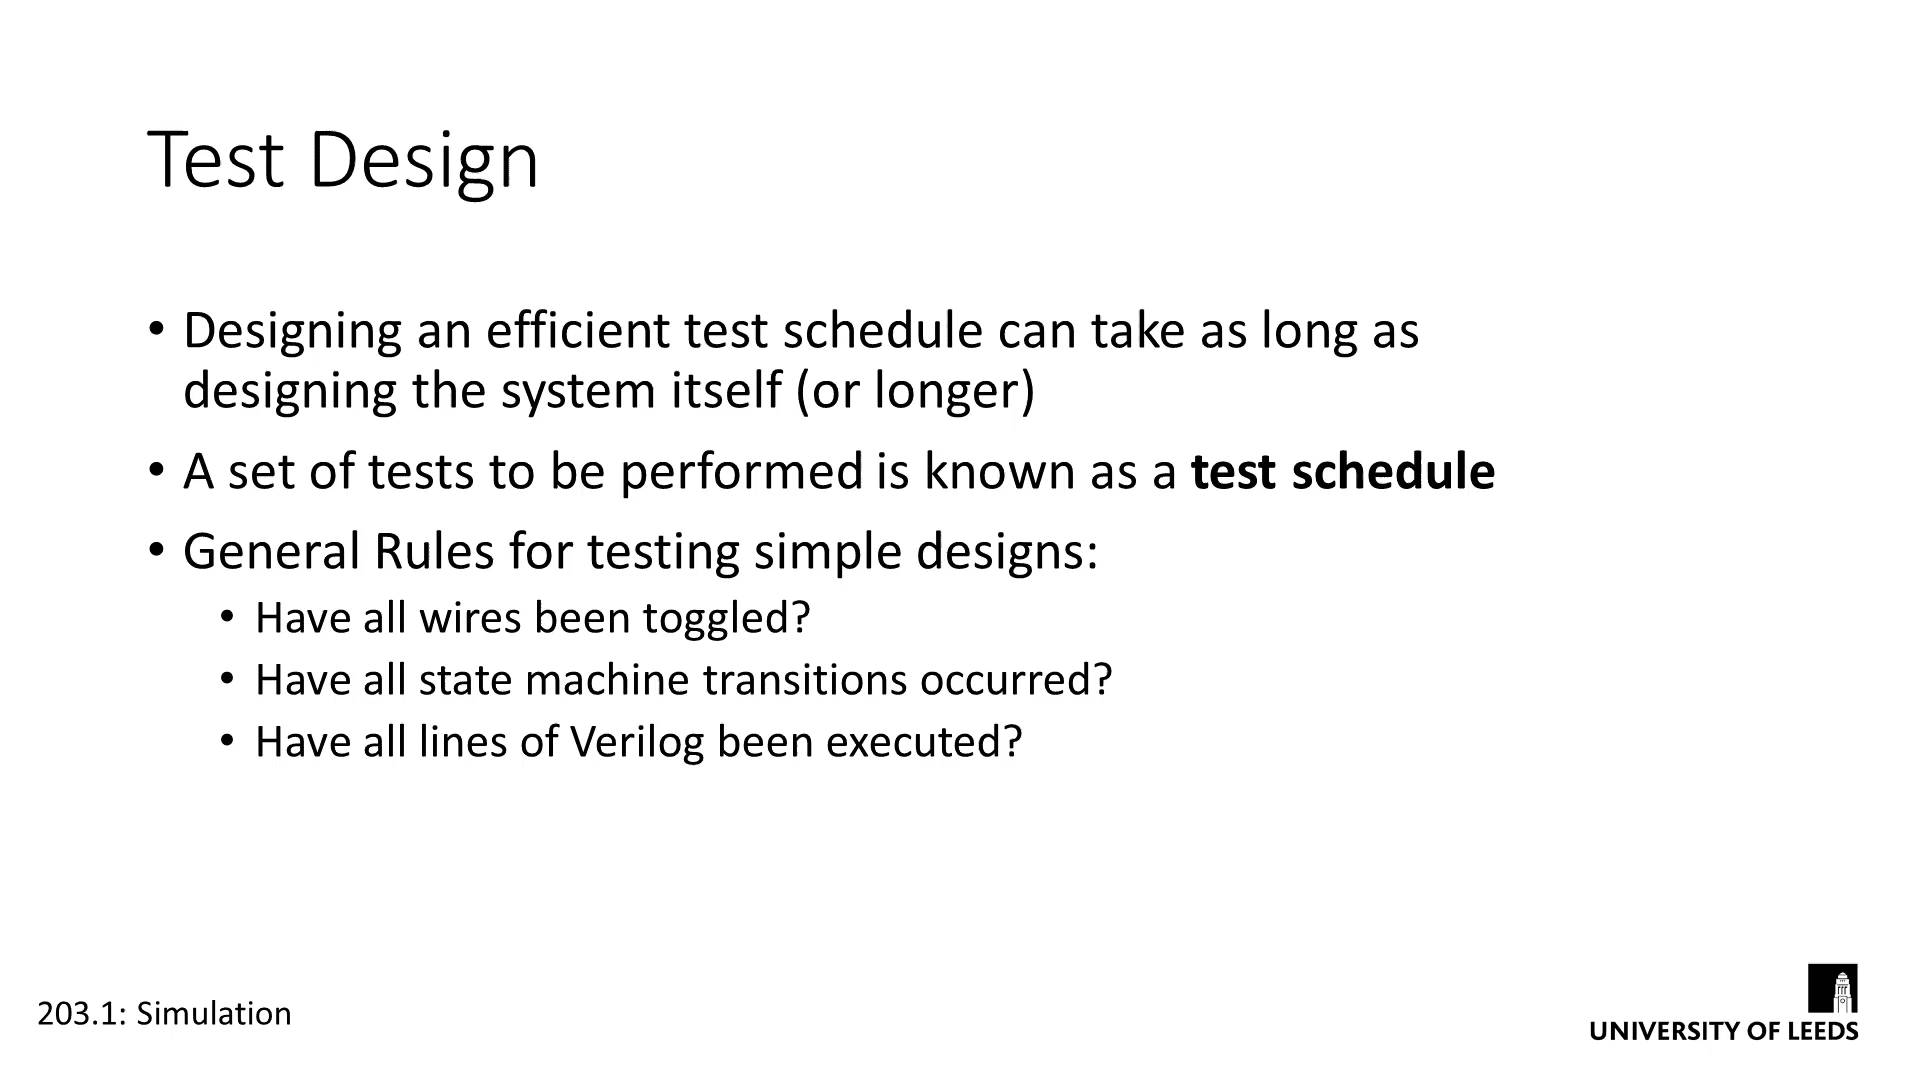 Test Design
• Designing an efficient test schedule can take as long as
designing the system itself (or longer)
• A set of tests to be performed is known as a test schedule
• General Rules for testing simple designs:
• Have all wires been toggled?
• Have all state machine transitions occurred?
• Have all lines of Verilog been executed?
203.1: Simulation
UNIVERSITY OF LEEDS